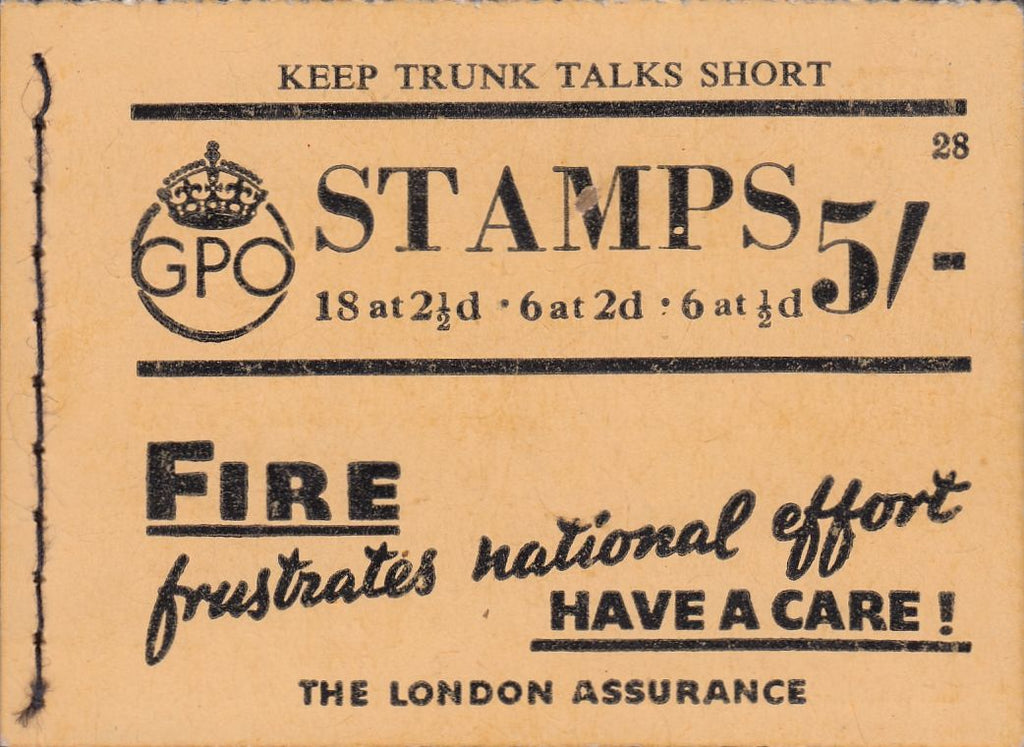 KEEP TRUNK TALKS SHORT
28
GPO
STAMPS 5/-
18 at 2½d · 6 at 2d : 6 at ½d
FIRE
frustrates national effort
HAVE A CARE!
THE LONDON ASSURANCE